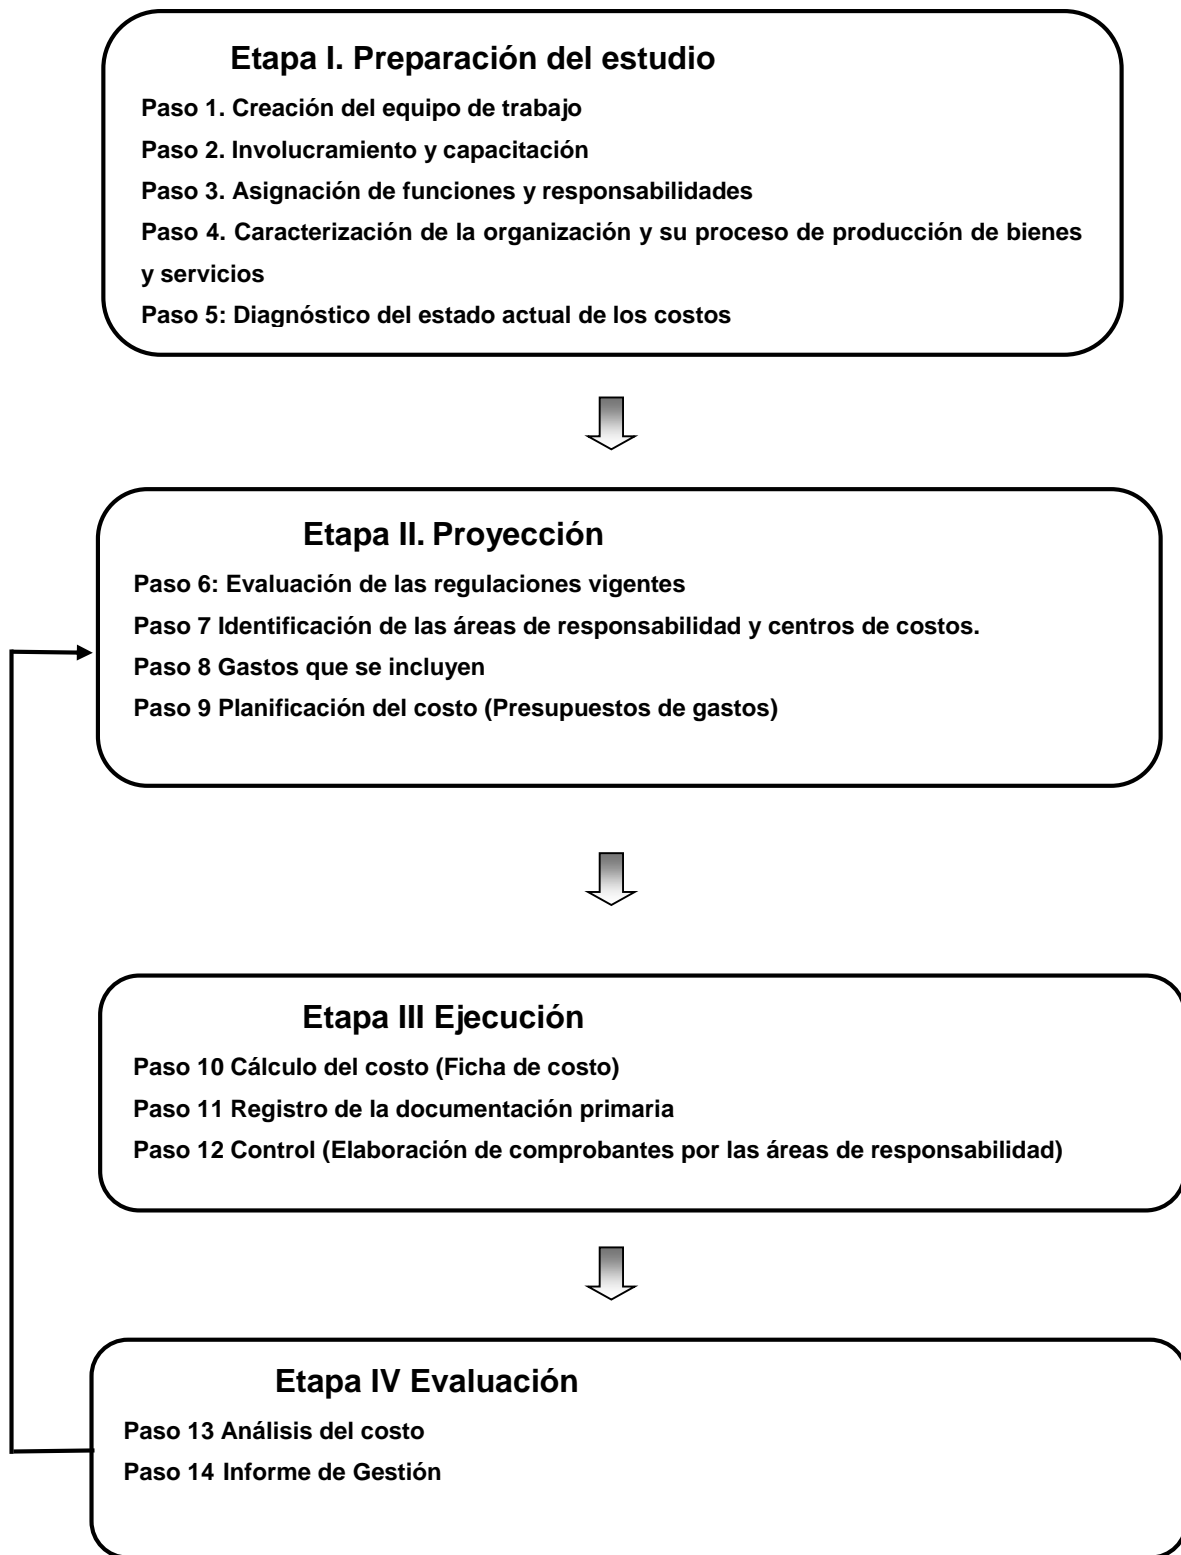 Etapa I. Preparación del estudio
Paso 1. Creación del equipo de trabajo
Paso 2. Involucramiento y capacitación
Paso 3. Asignación de funciones y responsabilidades
Paso 4. Caracterización de la organización y su proceso de producción de bienes
y servicios
Paso 5: Diagnóstico del estado actual de los costos
Etapa II. Proyección
Paso 6: Evaluación de las regulaciones vigentes
Paso 7 Identificación de las áreas de responsabilidad y centros de costos.
Paso 8 Gastos que se incluyen
Paso 9 Planificación del costo (Presupuestos de gastos)
Etapa III Ejecución
Paso 10 Cálculo del costo (Ficha de costo)
Paso 11 Registro de la documentación primaria
Paso 12 Control (Elaboración de comprobantes por las áreas de responsabilidad)
Etapa IV Evaluación
Paso 13 Análisis del costo
Paso 14 Informe de Gestión